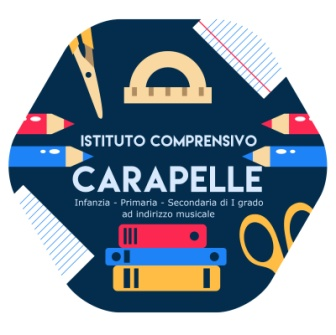 ISTITUTO COMPRENSIVO
CARAPELLE
Infanzia - Primaria - Secondaria di I grado
ad indirizzo musicale